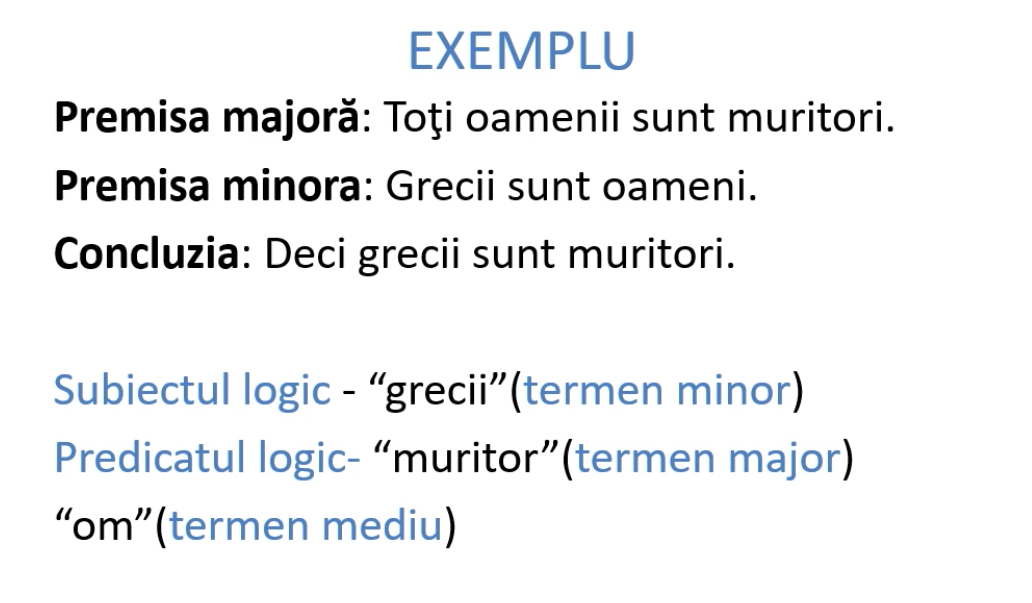 EXEMPLU
Premisa majoră: Toţi oamenii sunt muritori.
Premisa minora: Grecii sunt oameni.
Concluzia: Deci grecii sunt muritori.
Subiectul logic - “grecii”(termen minor)
Predicatul logic- “muritor”(termen major)
“om”(termen mediu)